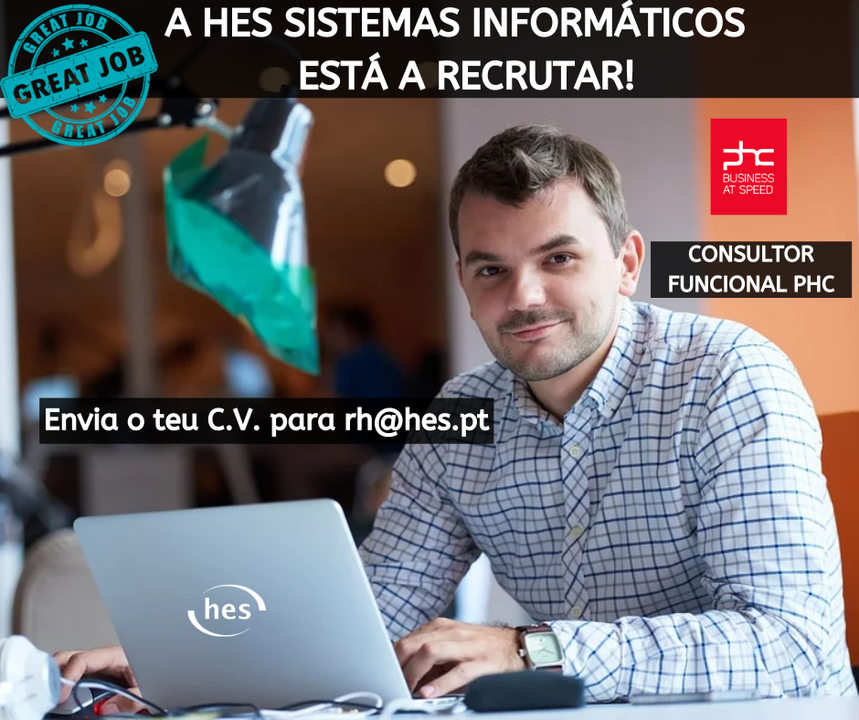 GREAT JOB
GREAT JOB
GREAT JOB
A HES SISTEMAS INFORMÁTICOS
ESTÁ A RECRUTAR!
phc
BUSINESS
AT SPEED
CONSULTOR
FUNCIONAL PHC
Envia o teu C.V. para rh@hes.pt
hes